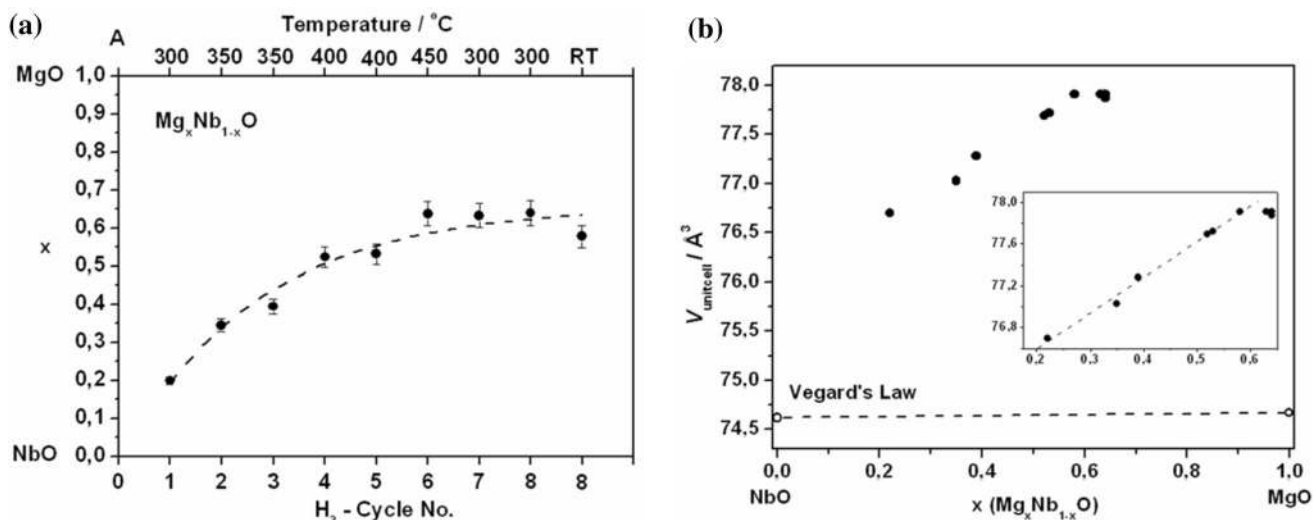 (a)
A
Temperature / °C
300 350 350 400 400 450 300 300 RT
MgO 1,0
0,9
MgxNb1-xO
0,8
0,7
0,6
x 0,5
0,4
0,3
0,2
0,1
NbO 0,0
0 1 2 3 4 5 6 7 8 8
H2 - Cycle No.
(b)
78,0
77,5
77,0
76,5
76,0
75,5
75,0
74,5
Vunitcell / Å3
78,0
77,6
77,2
76,8
0,2 0,3 0,4 0,5 0,6
Vegard's Law
0,0 0,2 0,4 0,6 0,8 1,0
NbO x (MgxNb1-xO) MgO